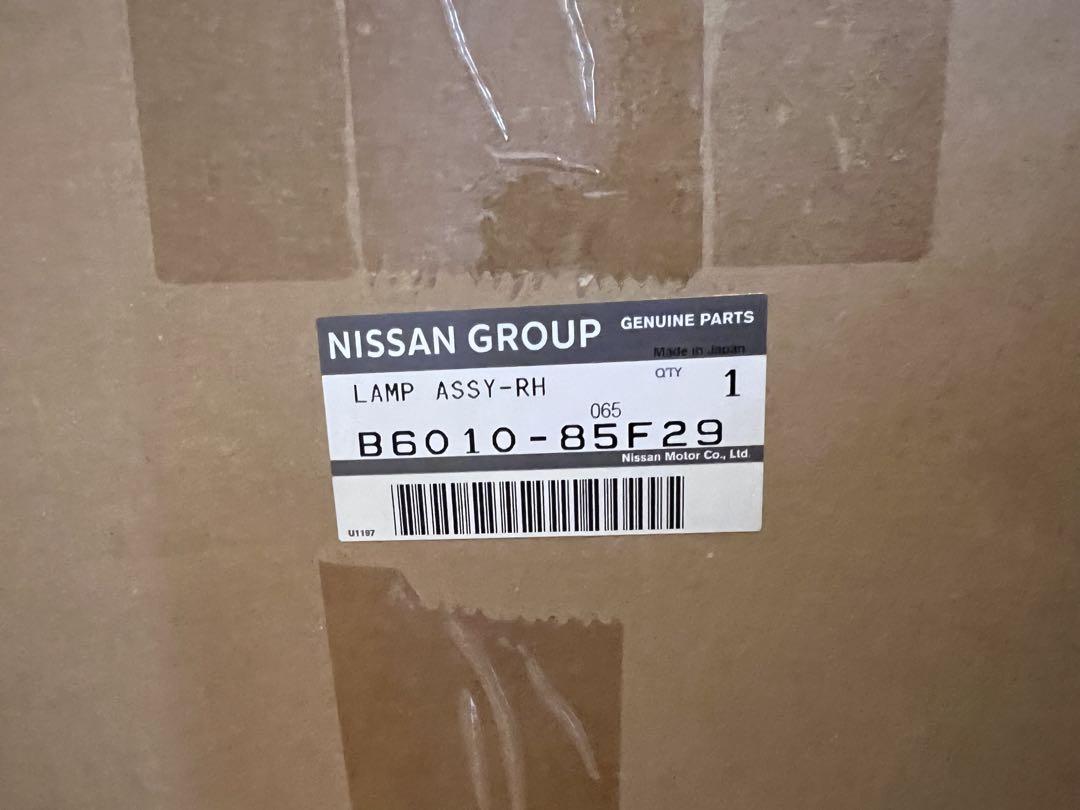 NISSAN GROUP GENUINE PARTS
Made in Japan
LAMP ASSY-RH QTY 1
065
B6010-85F29
Nissan Motor Co., Ltd.
U1197